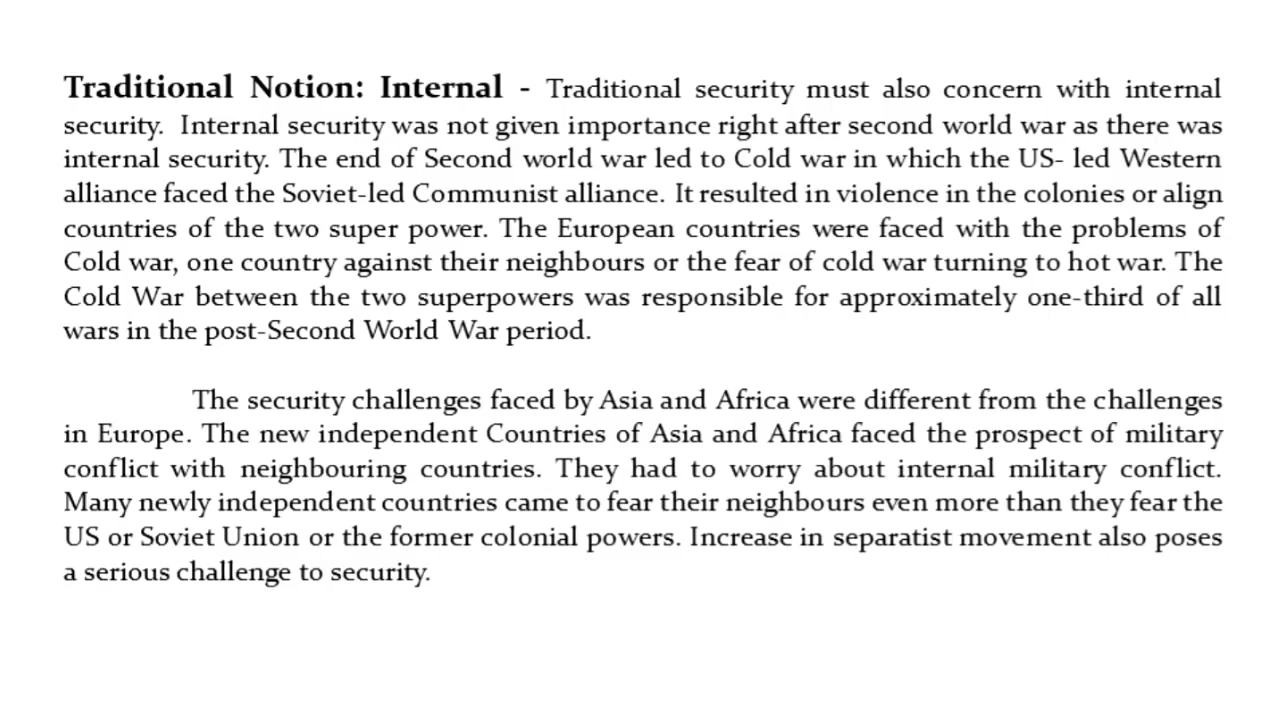 Traditional Notion: Internal - Traditional security must also concern with internal
security. Internal security was not given importance right after second world war as there was
internal security. The end of Second world war led to Cold war in which the US- led Western
alliance faced the Soviet-led Communist alliance. It resulted in violence in the colonies or align
countries of the two super power. The European countries were faced with the problems of
Cold war, one country against their neighbours or the fear of cold war turning to hot war. The
Cold War between the two superpowers was responsible for approximately one-third of all
wars in the post-Second World War period.
The security challenges faced by Asia and Africa were different from the challenges
in Europe. The new independent Countries of Asia and Africa faced the prospect of military
conflict with neighbouring countries. They had to worry about internal military conflict.
Many newly independent countries came to fear their neighbours even more than they fear the
US or Soviet Union or the former colonial powers. Increase in separatist movement also poses
a serious challenge to security.